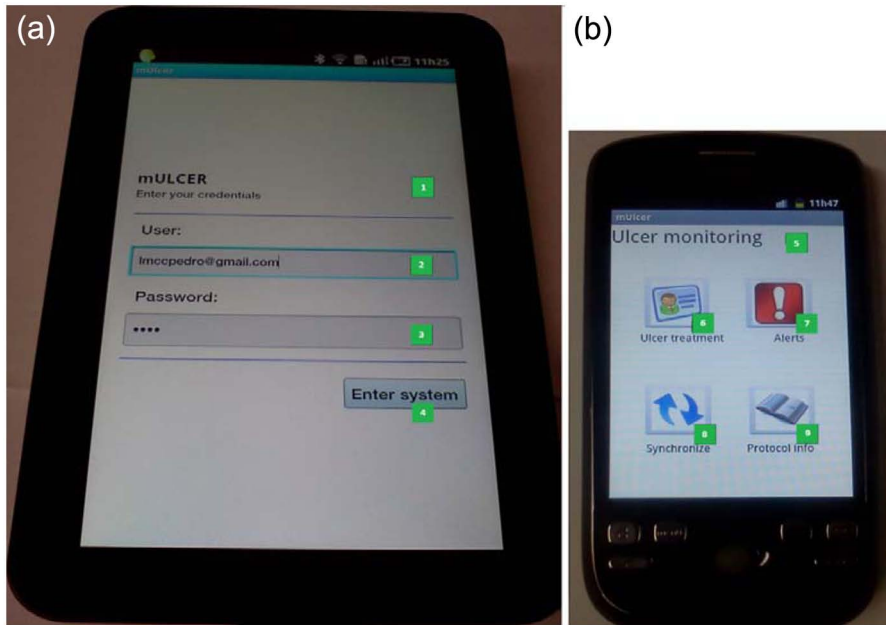 (a)
11h25
mUlcer
mULCER
Enter your credentials
1
User:
lmccpedro@gmail.com
2
Password:
••••
3
Enter system
4
(b)
11h47
mUlcer
Ulcer monitoring
5
6
7
Ulcer treatment
Alerts
8
9
Synchronize
Protocol info